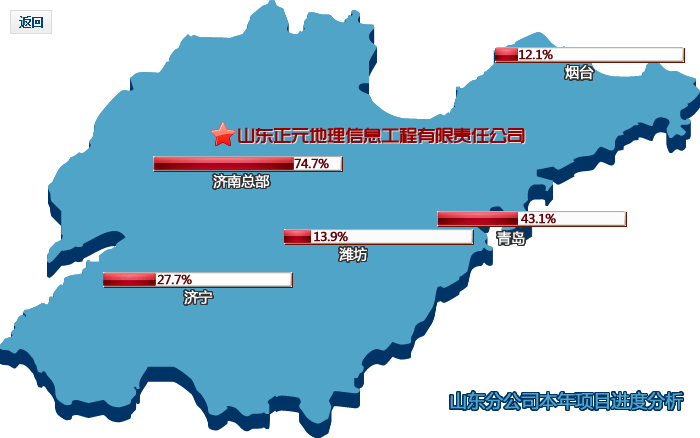 返回
12.1%
烟台
山东正元地理信息工程有限责任公司
74.7%
济南总部
43.1%
青岛
13.9%
潍坊
27.7%
济宁
山东分公司本年项目进度分析